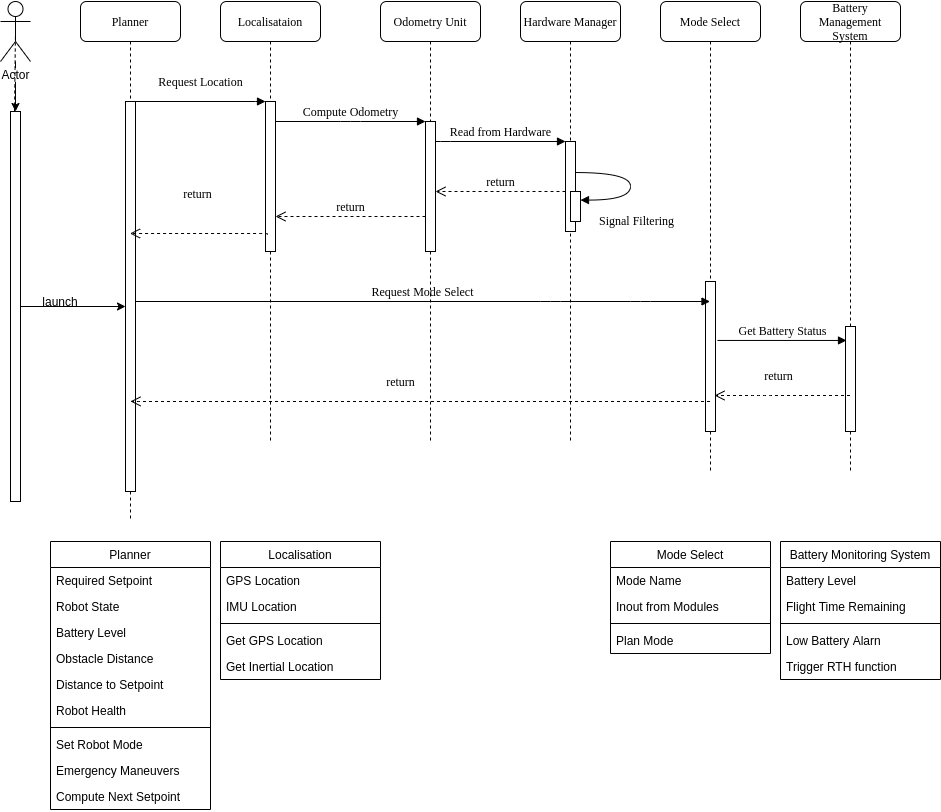 Actor
Planner
Localisataion
Odometry Unit
Hardware Manager
Mode Select
Battery
Management
System
Request Location
Compute Odometry
Read from Hardware
return
return
return
Signal Filtering
launch
Request Mode Select
Get Battery Status
return
return
Planner
Required Setpoint
Robot State
Battery Level
Obstacle Distance
Distance to Setpoint
Robot Health
Set Robot Mode
Emergency Maneuvers
Compute Next Setpoint
Localisation
GPS Location
IMU Location
Get GPS Location
Get Inertial Location
Mode Select
Mode Name
Inout from Modules
Plan Mode
Battery Monitoring System
Battery Level
Flight Time Remaining
Low Battery Alarn
Trigger RTH function